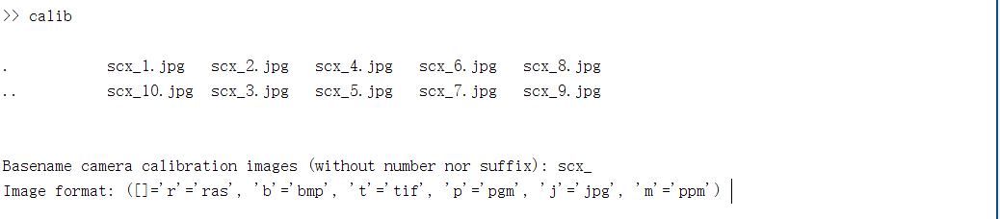 >> calib
. scx_1.jpg scx_2.jpg scx_4.jpg scx_6.jpg scx_8.jpg
.. scx_10.jpg scx_3.jpg scx_5.jpg scx_7.jpg scx_9.jpg
Basename camera calibration images (without number nor suffix): scx_
Image format: ([]='r'='ras', 'b'='bmp', 't'='tif', 'p'='pgm', 'j'='jpg', 'm'='ppm')